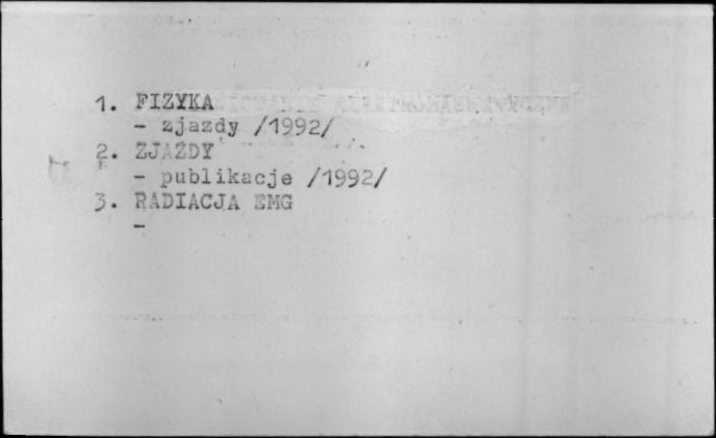 1. FIZYKA
- zjazdy /1992/
2. ZJAZDY
- publikacje /1992/
3. RADIACJA EMG
-